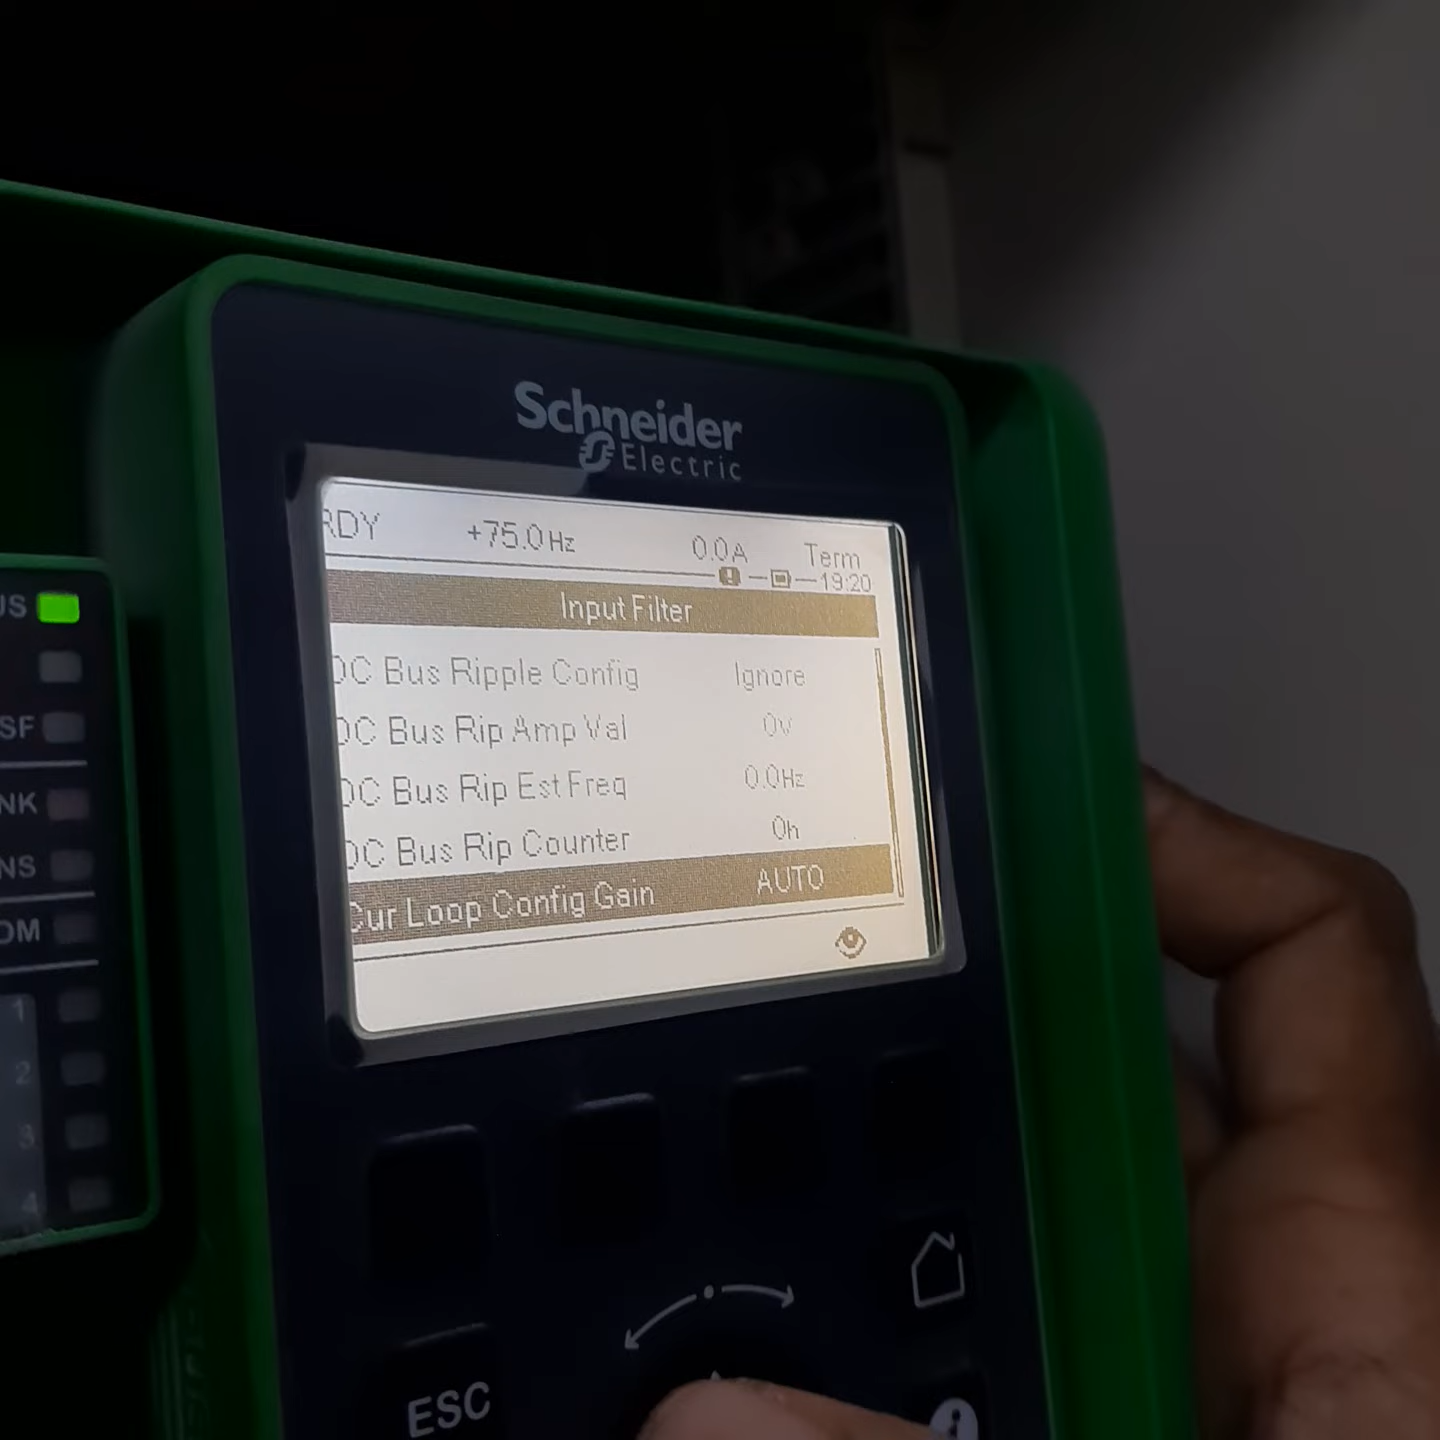 Schneider
Electric
RDY +75.0Hz 0.0A Term
19:20
Input Filter
DC Bus Ripple Config Ignore
DC Bus Rip Amp Val 0V
DC Bus Rip Est Freq 0.0Hz
DC Bus Rip Counter 0h
Cur Loop Config Gain AUTO
US
SF
NK
NS
OM
1
2
3
4
ESC